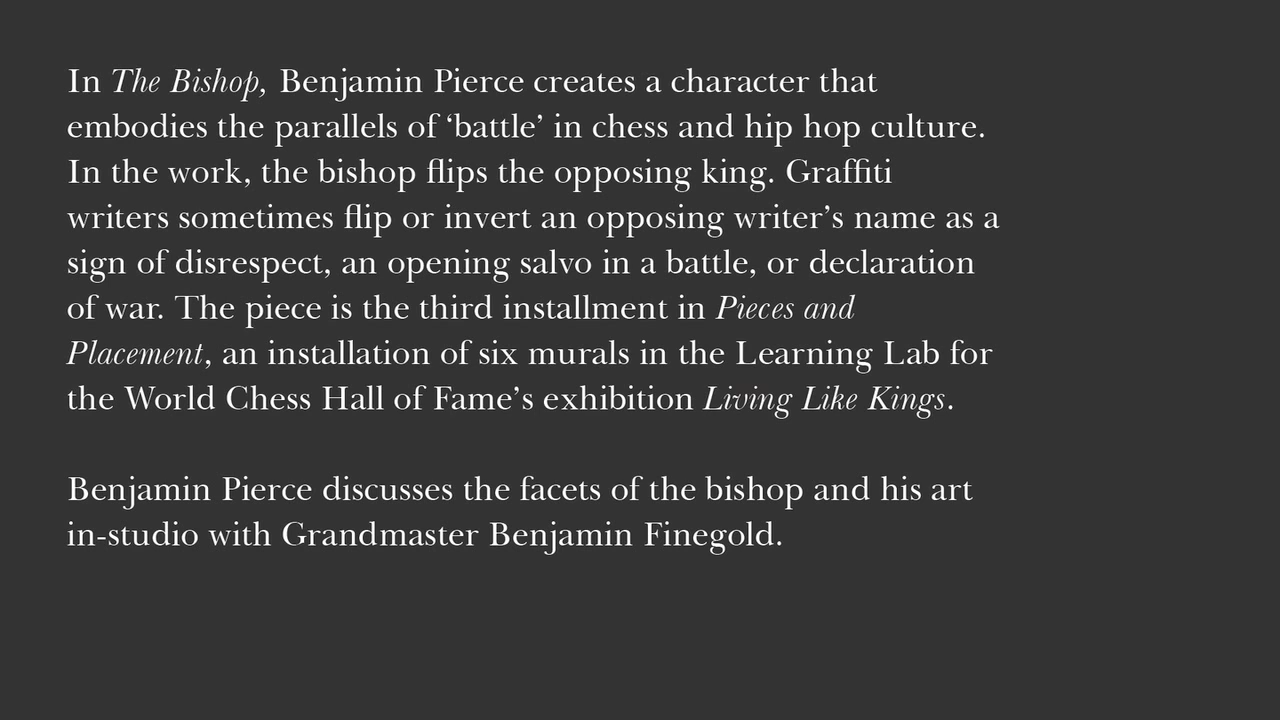 In The Bishop, Benjamin Pierce creates a character that
embodies the parallels of ‘battle’ in chess and hip hop culture.
In the work, the bishop flips the opposing king. Graffiti
writers sometimes flip or invert an opposing writer’s name as a
sign of disrespect, an opening salvo in a battle, or declaration
of war. The piece is the third installment in Pieces and
Placement, an installation of six murals in the Learning Lab for
the World Chess Hall of Fame’s exhibition Living Like Kings.
Benjamin Pierce discusses the facets of the bishop and his art
in-studio with Grandmaster Benjamin Finegold.